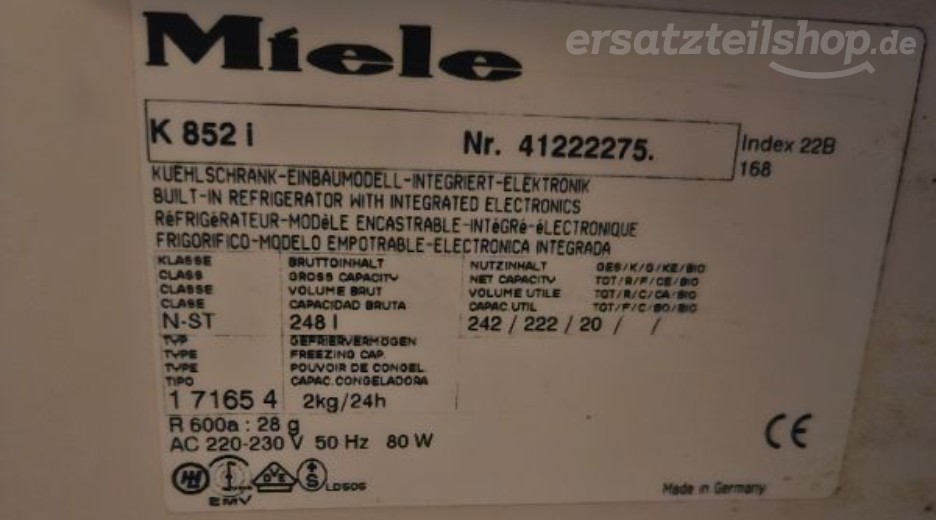 ersatzteilshop.de
Miele
K 852 i Nr. 41222275. Index 22B
168
KUEHLSCHRANK-EINBAUMODELL-INTEGRIERT-ELEKTRONIK
BUILT-IN REFRIGERATOR WITH INTEGRATED ELECTRONICS
RéFRIGéRATEUR-MODèLE ENCASTRABLE-INTéGRé-éLECTRONIQUE
FRIGORIFICO-MODELO EMPOTRABLE-ELECTRONICA INTEGRADA
KLASSE BRUTTOINHALT NUTZINHALT GES/K/G/KE/BIO
CLASS GROSS CAPACITY NET CAPACITY TOT/R/F/CE/BIO
CLASSE VOLUME BRUT VOLUME UTILE TOT/R/C/CA/BIO
CLASE CAPACIDAD BRUTA CAPAC.UTIL TOT/F/C/BO/BIO
N-ST 248 l 242 / 222 / 20 / /
TYP GEFRIERVERMÖGEN
TYPE FREEZING CAP.
TYPE POUVOIR DE CONGEL.
TIPO CAPAC.CONGELADORA
1 7165 4 2kg/24h
R 600a : 28 g
AC 220-230 V 50 Hz 80 W
CE
DVE +S LDSOS
EMV
Made in Germany